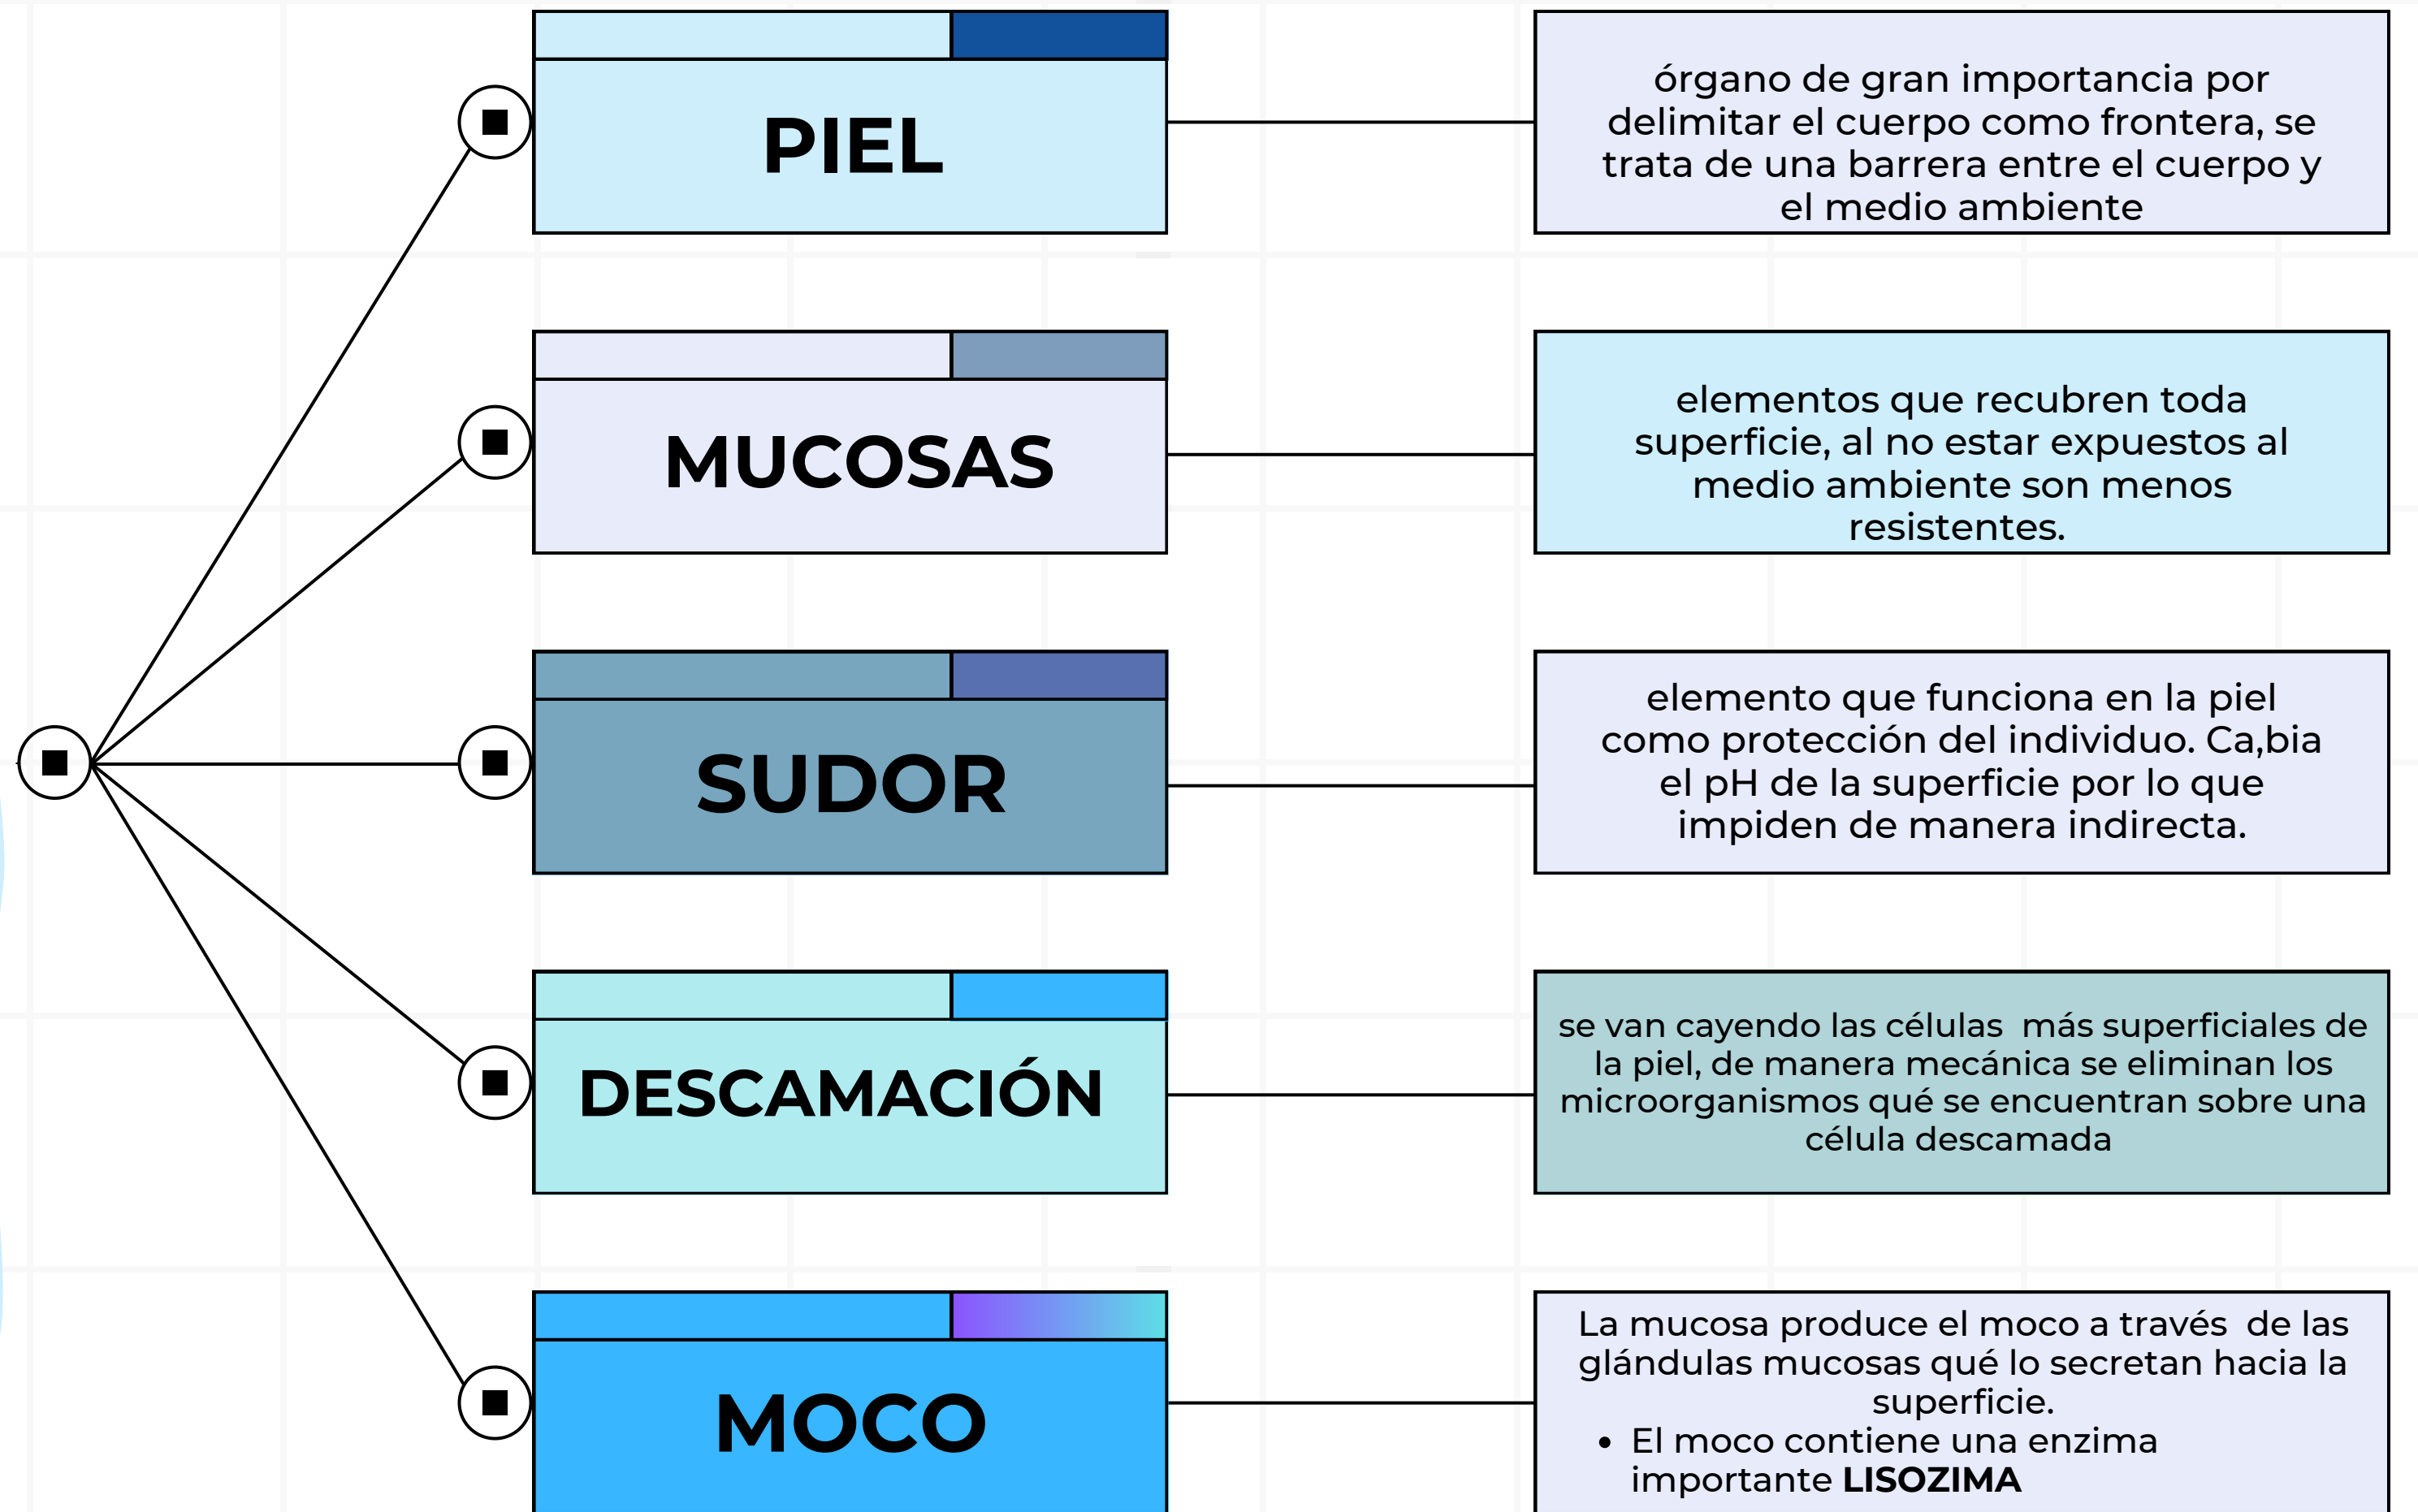 PIEL
órgano de gran importancia por
delimitar el cuerpo como frontera, se
trata de una barrera entre el cuerpo y
el medio ambiente
MUCOSAS
elementos que recubren toda
superficie, al no estar expuestos al
medio ambiente son menos
resistentes.
SUDOR
elemento que funciona en la piel
como protección del individuo. Ca,bia
el pH de la superficie por lo que
impiden de manera indirecta.
DESCAMACIÓN
se van cayendo las células  más superficiales de
la piel, de manera mecánica se eliminan los
microorganismos qué se encuentran sobre una
célula descamada
MOCO
La mucosa produce el moco a través  de las
glándulas mucosas qué lo secretan hacia la
superficie.
• El moco contiene una enzima
importante LISOZIMA